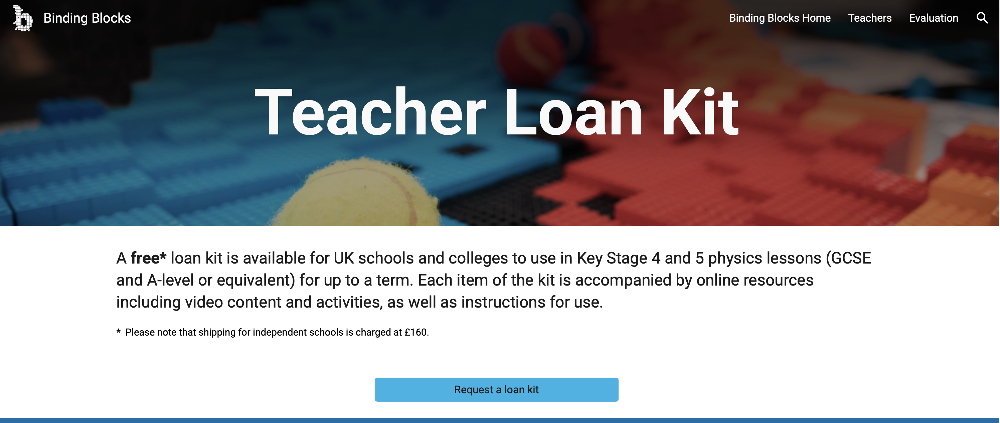 Binding Blocks
Binding Blocks Home
Teachers
Evaluation
Teacher Loan Kit
A free* loan kit is available for UK schools and colleges to use in Key Stage 4 and 5 physics lessons (GCSE
and A-level or equivalent) for up to a term. Each item of the kit is accompanied by online resources
including video content and activities, as well as instructions for use.
* Please note that shipping for independent schools is charged at £160.
Request a loan kit